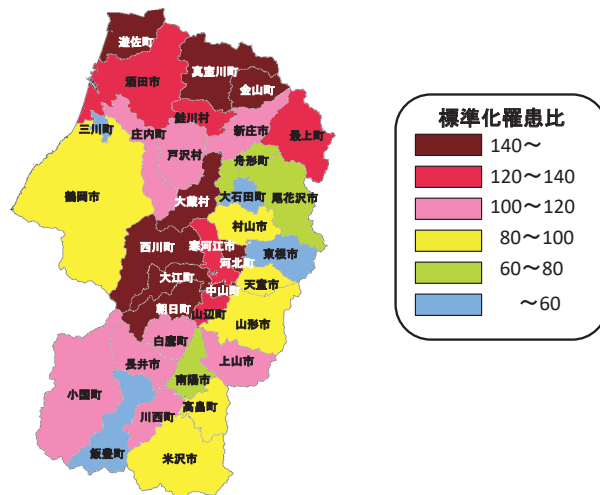 遊佐町
真室川町
酒田市
金山町
鮭川村
三川町
庄内町
新庄市
最上町
戸沢村
舟形町
鶴岡市
大蔵村
大石田町
尾花沢市
村山市
西川町
寒河江市
東根市
河北町
大江町
天童市
中山町
朝日町
山辺町
山形市
白鷹町
長井市
上山市
小国町
南陽市
高畠町
川西町
飯豊町
米沢市
標準化罹患比
140～
120～140
100～120
80～100
60～80
～60